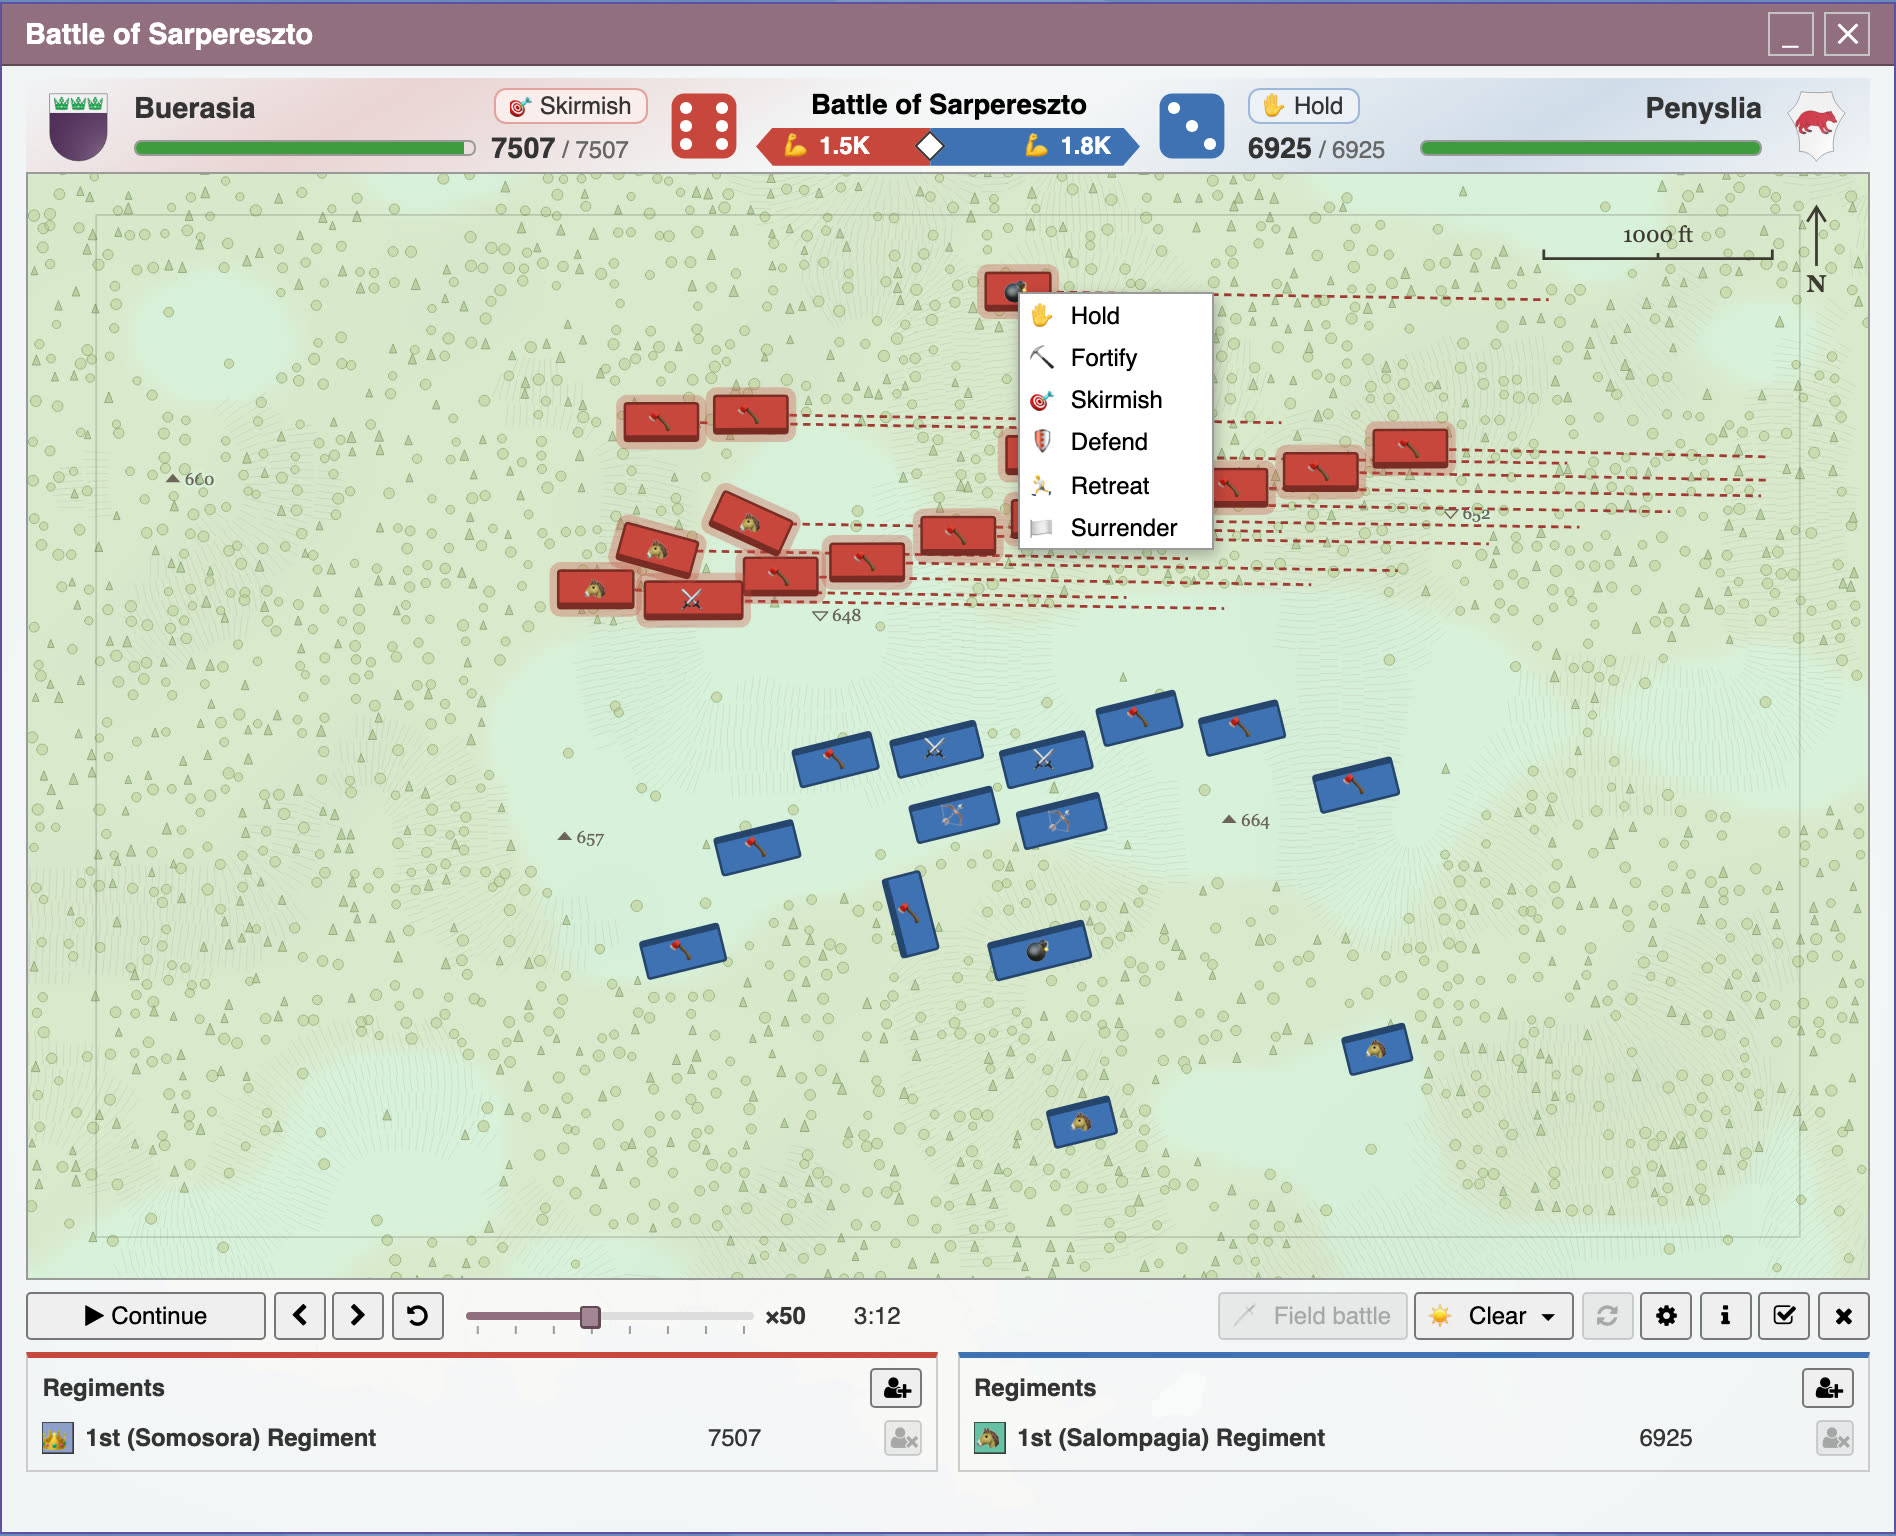 Battle of Sarpereszto
Buerasia
Skirmish
7507 / 7507
Battle of Sarpereszto
1.5K
1.8K
Hold
6925 / 6925
Penyslia
1000 ft
N
Hold
Fortify
Skirmish
Defend
Retreat
Surrender
660
652
648
657
664
Continue
×50
3:12
Field battle
Clear
Regiments
1st (Somosora) Regiment
7507
Regiments
1st (Salompagia) Regiment
6925